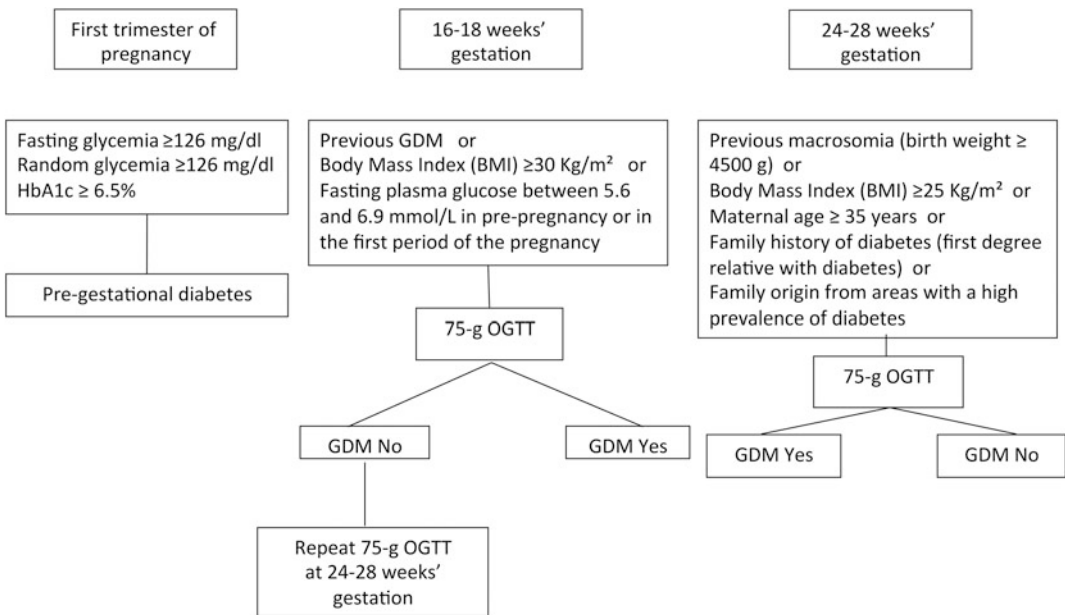 First trimester of
pregnancy
16-18 weeks’
gestation
24-28 weeks’
gestation
Fasting glycemia ≥126 mg/dl
Random glycemia ≥126 mg/dl
HbA1c ≥ 6.5%
Pre-gestational diabetes
Previous GDM or
Body Mass Index (BMI) ≥30 Kg/m² or
Fasting plasma glucose between 5.6
and 6.9 mmol/L in pre-pregnancy or in
the first period of the pregnancy
75-g OGTT
GDM No
GDM Yes
Repeat 75-g OGTT
at 24-28 weeks’
gestation
Previous macrosomia (birth weight ≥
4500 g) or
Body Mass Index (BMI) ≥25 Kg/m² or
Maternal age ≥ 35 years or
Family history of diabetes (first degree
relative with diabetes) or
Family origin from areas with a high
prevalence of diabetes
75-g OGTT
GDM Yes
GDM No